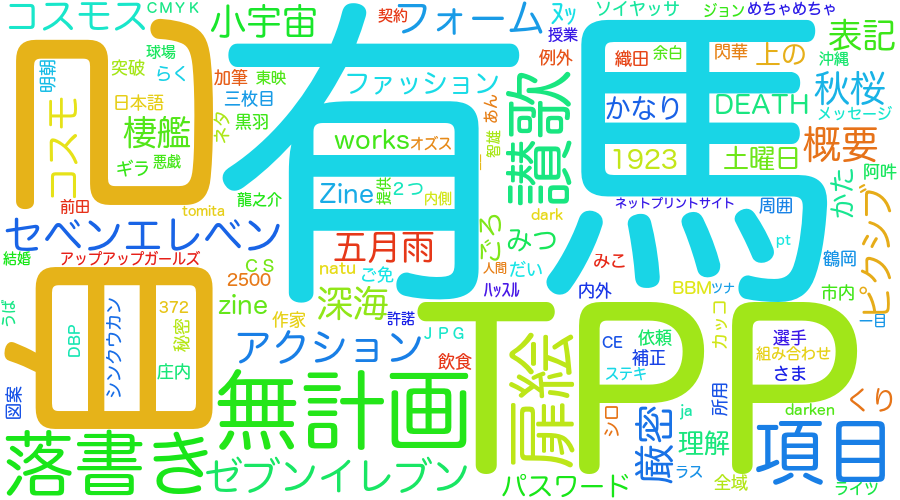 コスモス
CMYK
小宇宙
契約
フォーム
ﾇｯ
ソイヤッサ
ジョン
めちゃめちゃ
授業
表記
球場
明朝
突破
らく
加筆
東映
例外
織田
余白
閃華
上の
沖縄
回
有
馬
ファッション
讃歌
日本語
三枚目
ネタ
黒羽
あん
かなり
DEATH
秋桜
メッセージ
コスモ
棲艦
works
オズス
智雄
1923
土曜日
概要
ギラ
悪戯
Zine
提供
2つ
内側
かた
阿吽
前田
tomita
龍之介
dark
ネットプリントサイト
周囲
ピクシブ
セブンエレベン
五月雨
ごろ
みつ
pt
結婚
アップアップガールズ
CS
2500
natu
ご免
人間
だい
みこ
鶴岡
BBM
ツナ
市内
ﾊｯｽﾙ
内外
zine
深海
うば
DBP
シンクウカン
372
秘密
作家
許諾
一皿
アクション
JPG
飲食
TPP
扉絵
CE
依頼
補正
カッコ
選手
組み合わせ
さま
庄内
ステキ
図案
無計画
シロ
厳密
ja
所用
darken
くり
落書き
理解
項目
ゼブンイレブン
パスワード
ラス
全域
ライツ